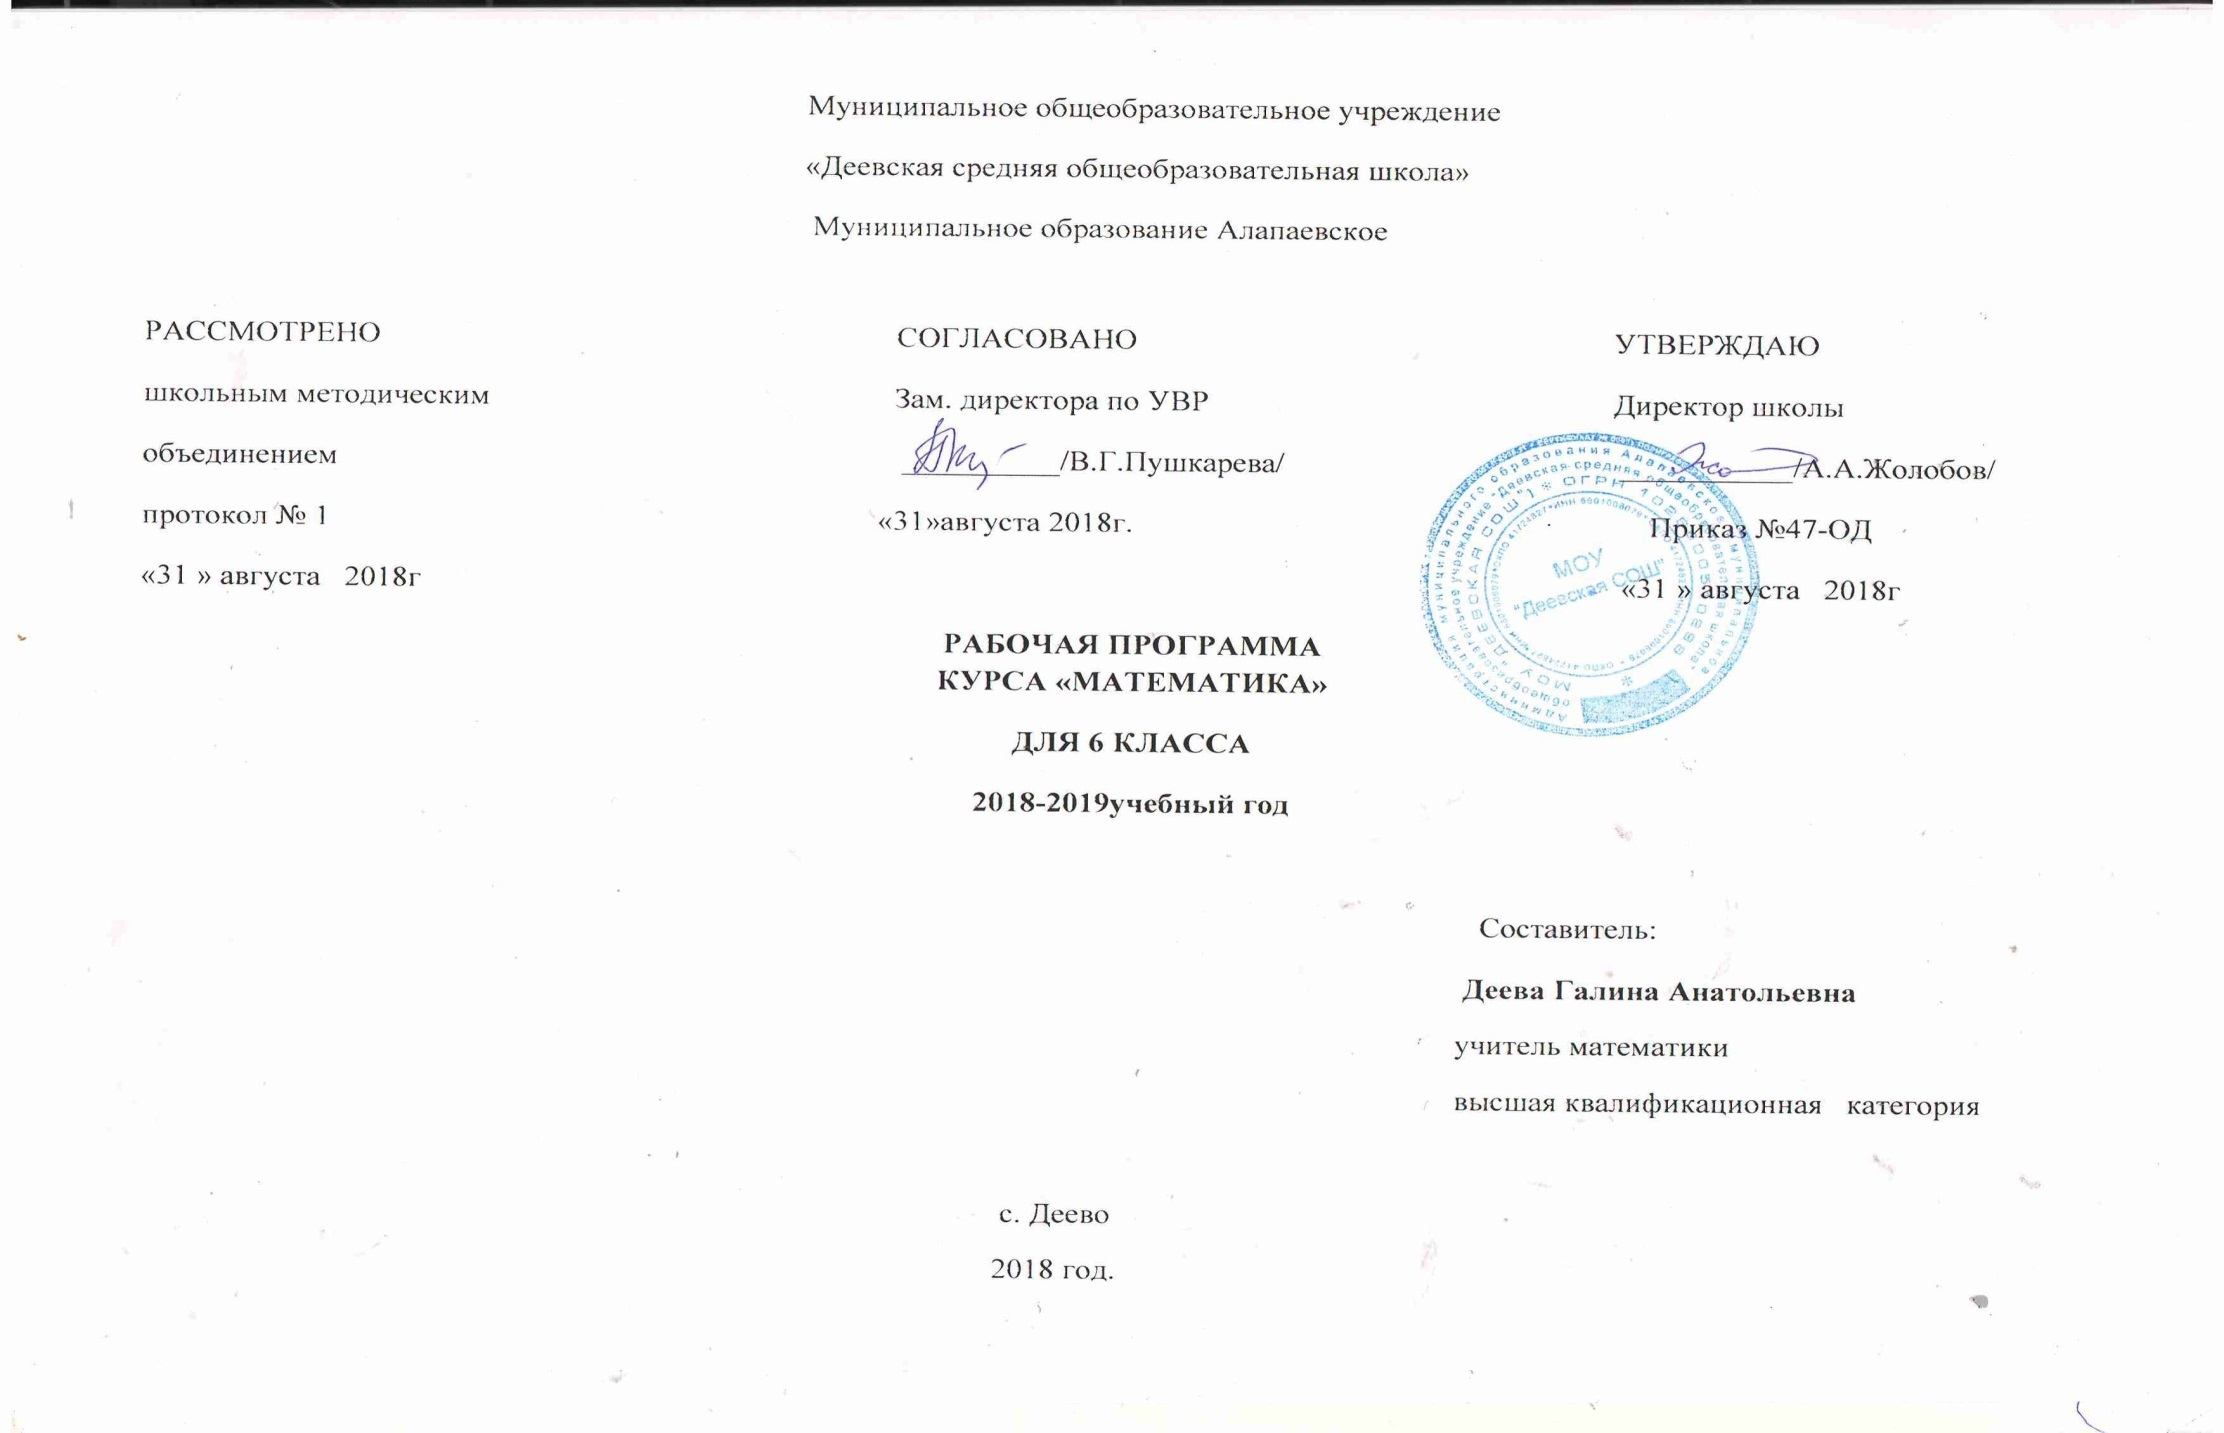 Муниципальное общеобразовательное учреждение
«Деевская средняя общеобразовательная школа»
Муниципальное образование Алапаевское
РАССМОТРЕНО
школьным методическим
объединением
протокол № 1
«31 » августа 2018г
СОГЛАСОВАНО
Зам. директора по УВР
/В.Г.Пушкарева/
«31»августа 2018г.
УТВЕРЖДАЮ
Директор школы
/А.А.Жолобов/
Приказ №47-ОД
«31 » августа 2018г
МОУ
"Деевская СОШ"
РАБОЧАЯ ПРОГРАММА
КУРСА «МАТЕМАТИКА»
ДЛЯ 6 КЛАССА
2018-2019учебный год
Составитель:
Деева Галина Анатольевна
учитель математики
высшая квалификационная категория
с. Деево
2018 год.